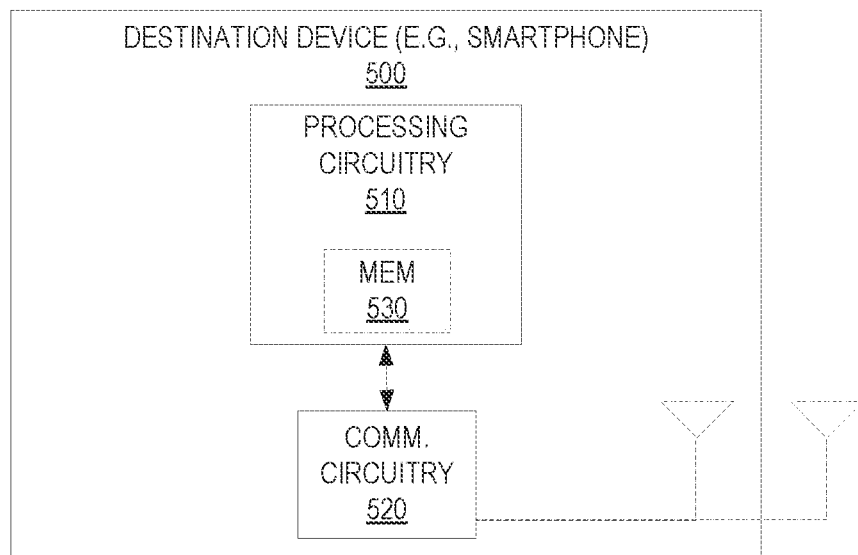 DESTINATION DEVICE (E.G., SMARTPHONE)
500
PROCESSING
CIRCUITRY
510
MEM
530
COMM.
CIRCUITRY
520